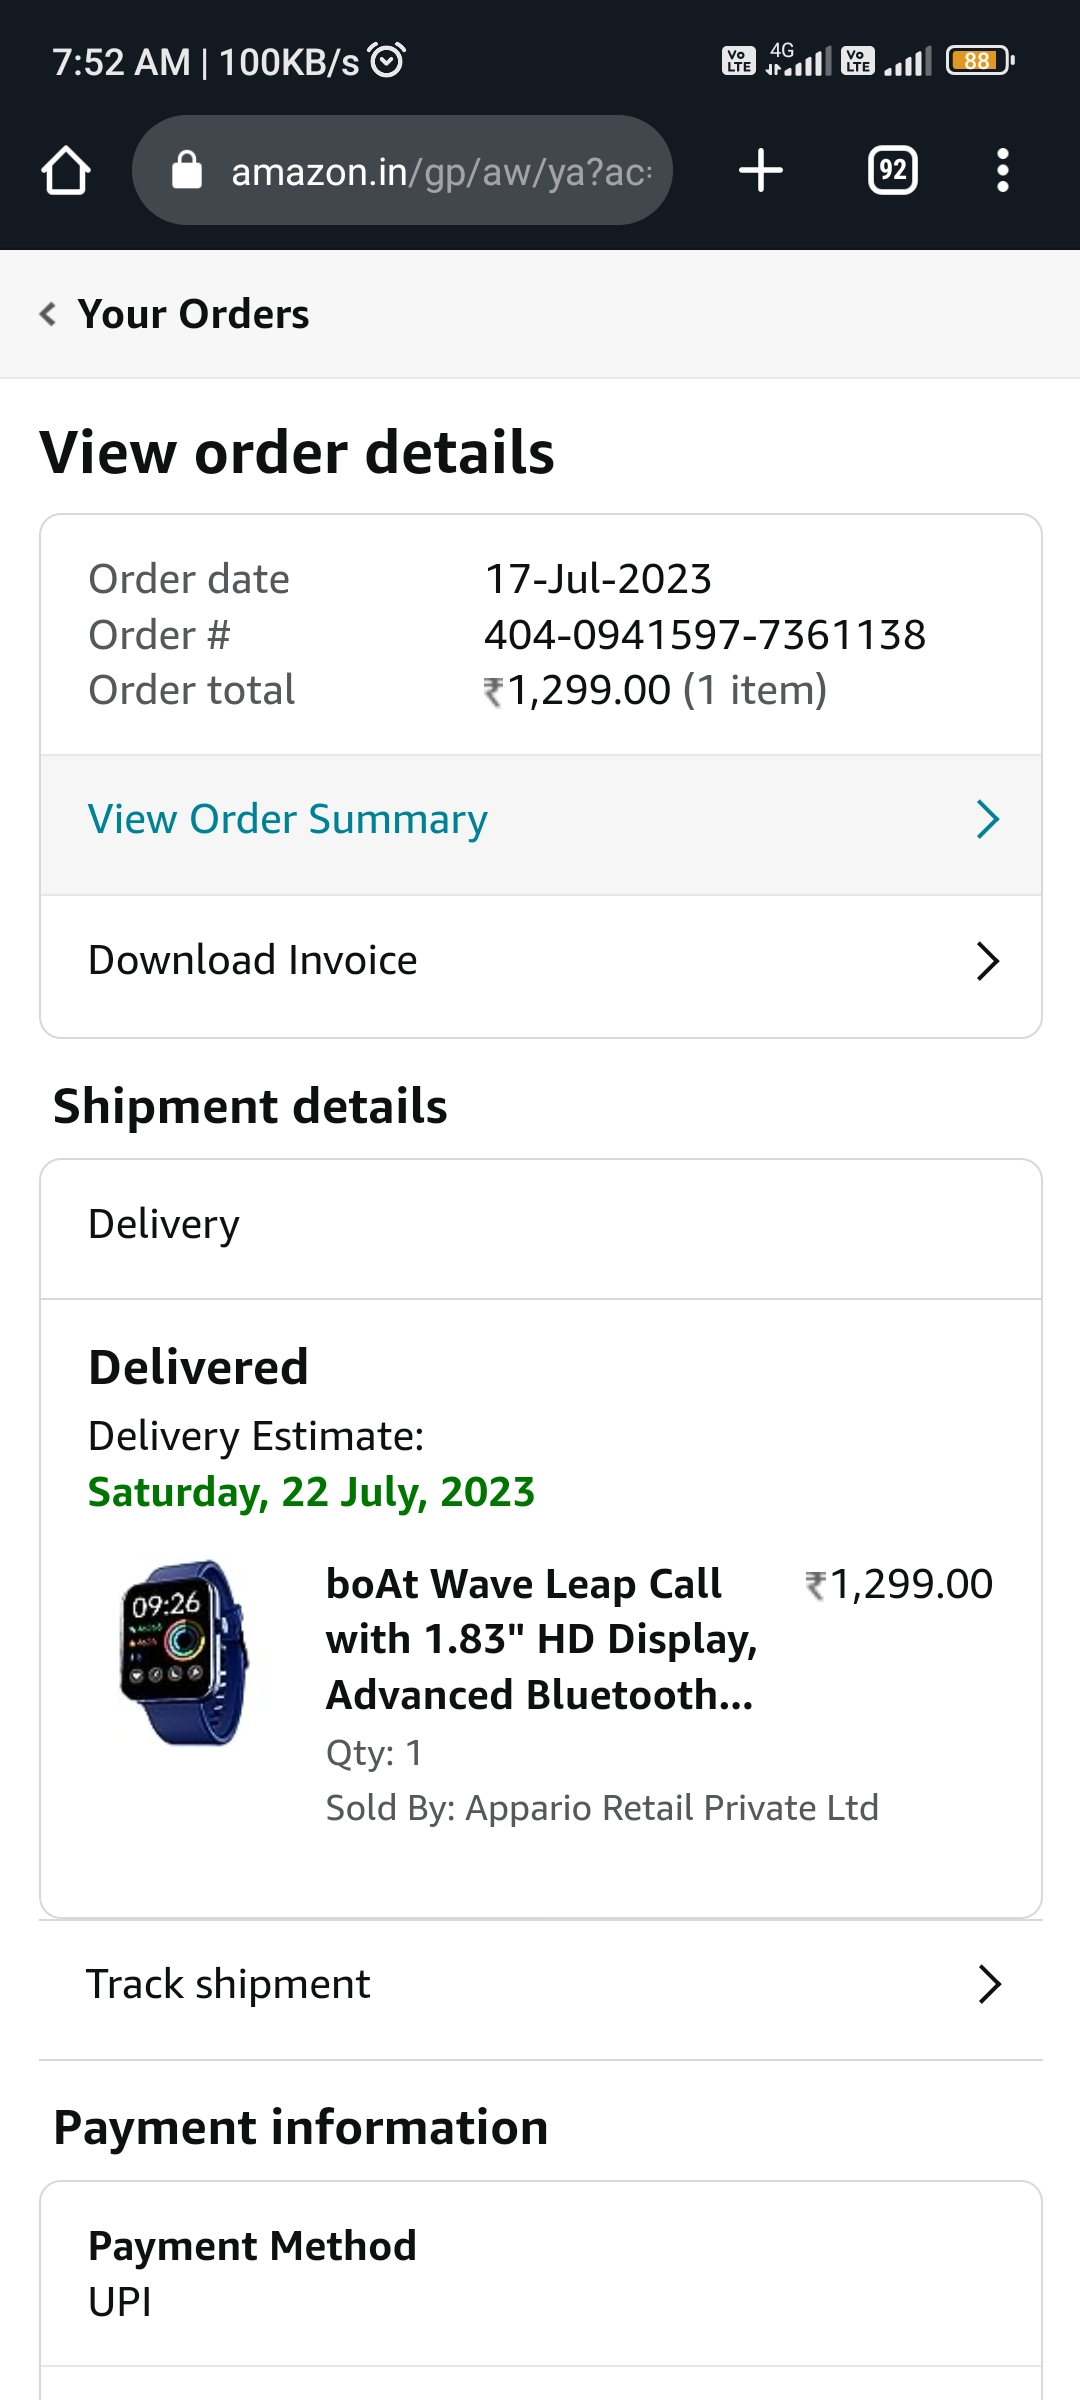 7:52 AM | 100KB/s
Vo LTE 4G Vo LTE 88
amazon.in/gp/aw/ya?ac
92
Your Orders
View order details
Order date 17-Jul-2023
Order # 404-0941597-7361138
Order total ₹1,299.00 (1 item)
View Order Summary
Download Invoice
Shipment details
Delivery
Delivered
Delivery Estimate:
Saturday, 22 July, 2023
09:26
boAt Wave Leap Call ₹1,299.00
with 1.83" HD Display,
Advanced Bluetooth...
Qty: 1
Sold By: Appario Retail Private Ltd
Track shipment
Payment information
Payment Method
UPI